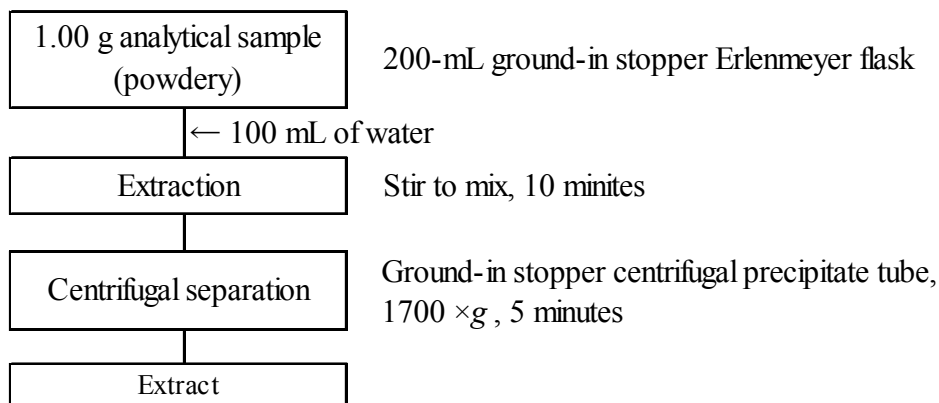 1.00 g analytical sample
(powdery)
200-mL ground-in stopper Erlenmeyer flask
← 100 mL of water
Extraction
Stir to mix, 10 minites
Centrifugal separation
Ground-in stopper centrifugal precipitate tube,
1700 ×g , 5 minutes
Extract